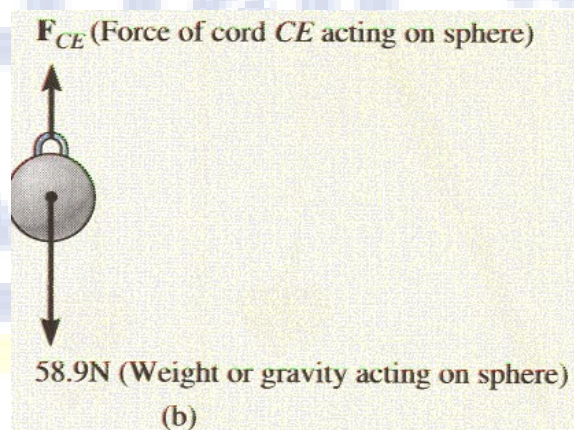 F_CE (Force of cord CE acting on sphere)
58.9N (Weight or gravity acting on sphere)
(b)